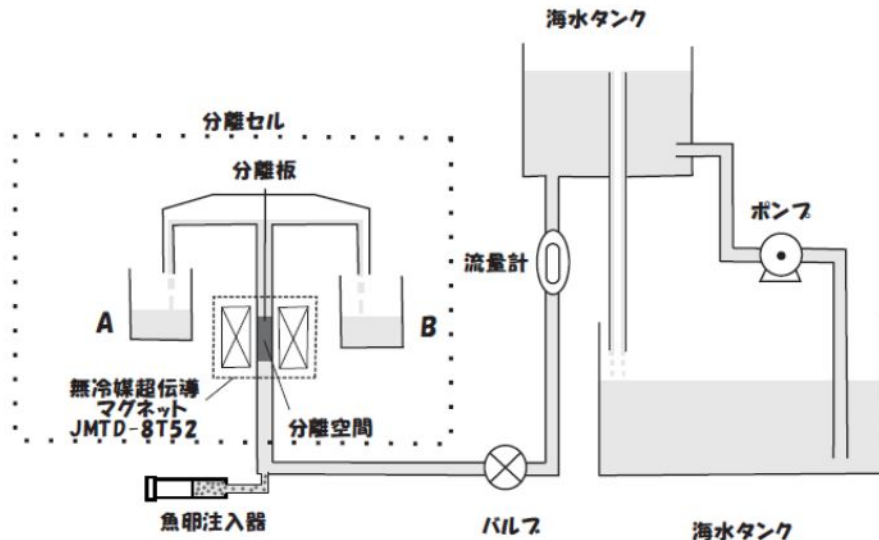 海水タンク
分離セル
分離板
ポンプ
流量計
A
B
無冷媒超伝導
マグネット
JMTD-8T52
分離空間
魚卵注入器
バルブ
海水タンク